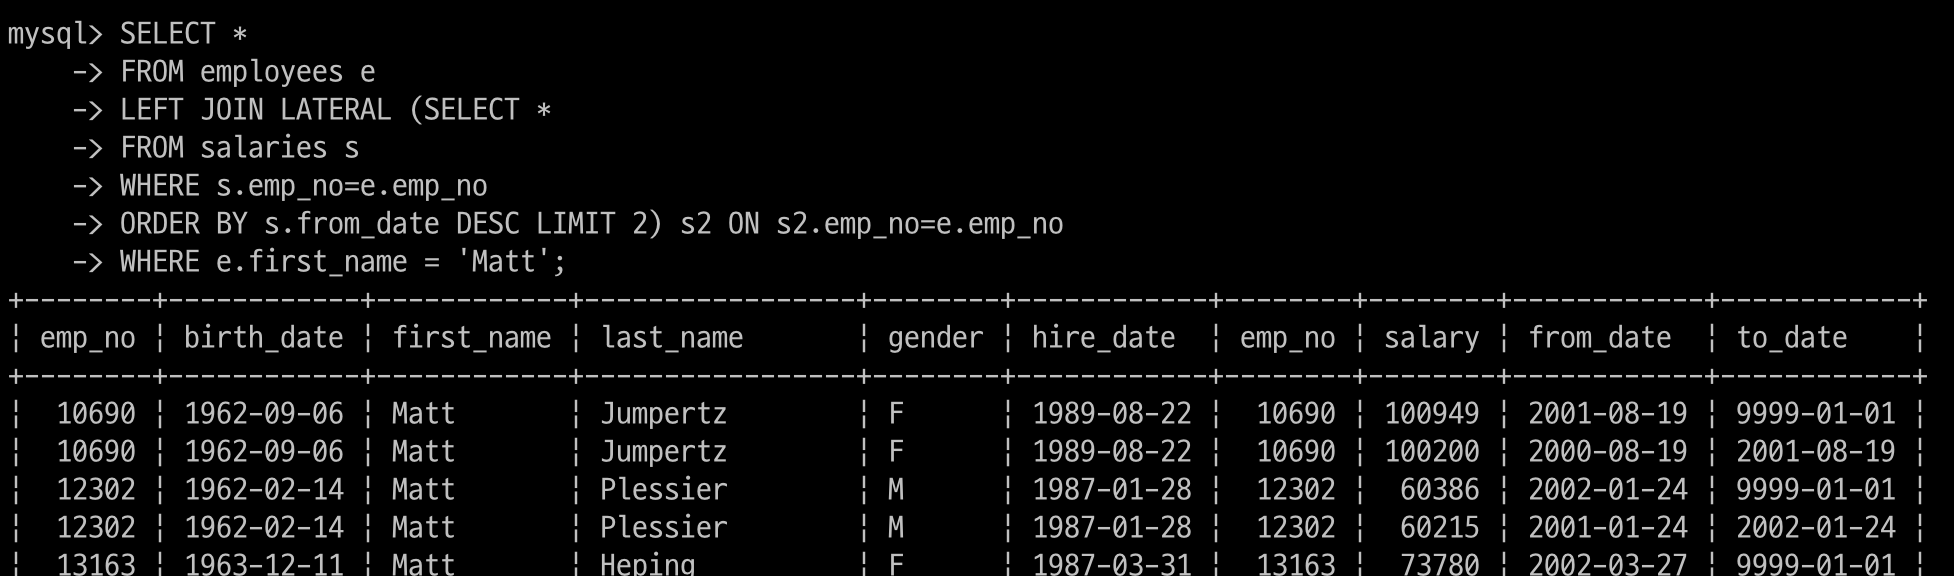 mysql> SELECT *
    -> FROM employees e
    -> LEFT JOIN LATERAL (SELECT *
    -> FROM salaries s
    -> WHERE s.emp_no=e.emp_no
    -> ORDER BY s.from_date DESC LIMIT 2) s2 ON s2.emp_no=e.emp_no
    -> WHERE e.first_name = 'Matt';
+--------+------------+------------+-----------------+--------+------------+--------+--------+------------+------------+
| emp_no | birth_date | first_name | last_name       | gender | hire_date  | emp_no | salary | from_date  | to_date    |
+--------+------------+------------+-----------------+--------+------------+--------+--------+------------+------------+
|  10690 | 1962-09-06 | Matt       | Jumpertz        | F      | 1989-08-22 |  10690 | 100949 | 2001-08-19 | 9999-01-01 |
|  10690 | 1962-09-06 | Matt       | Jumpertz        | F      | 1989-08-22 |  10690 | 100200 | 2000-08-19 | 2001-08-19 |
|  12302 | 1962-02-14 | Matt       | Plessier        | M      | 1987-01-28 |  12302 |  60386 | 2002-01-24 | 9999-01-01 |
|  12302 | 1962-02-14 | Matt       | Plessier        | M      | 1987-01-28 |  12302 |  60215 | 2001-01-24 | 2002-01-24 |
|  13163 | 1963-12-11 | Matt       | Heping          | F      | 1987-03-31 |  13163 |  73780 | 2002-03-27 | 9999-01-01 |